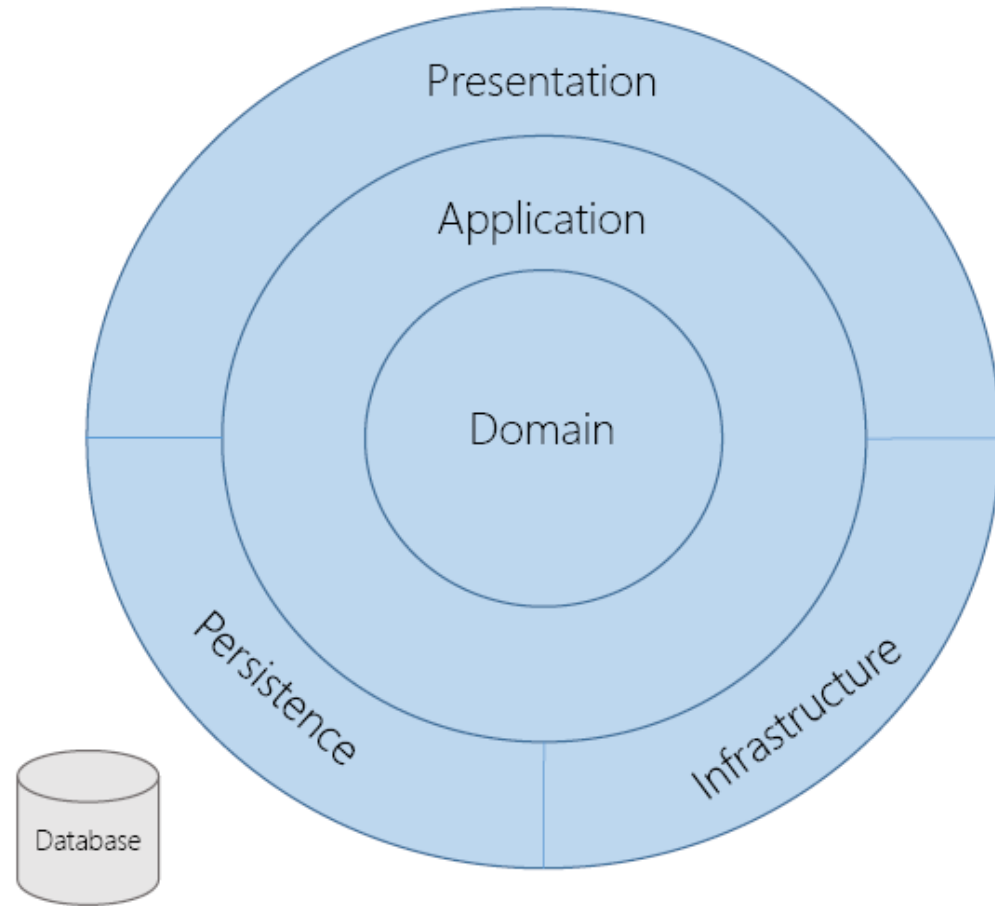 Presentation
Application
Domain
Persistence
Infrastructure
Database